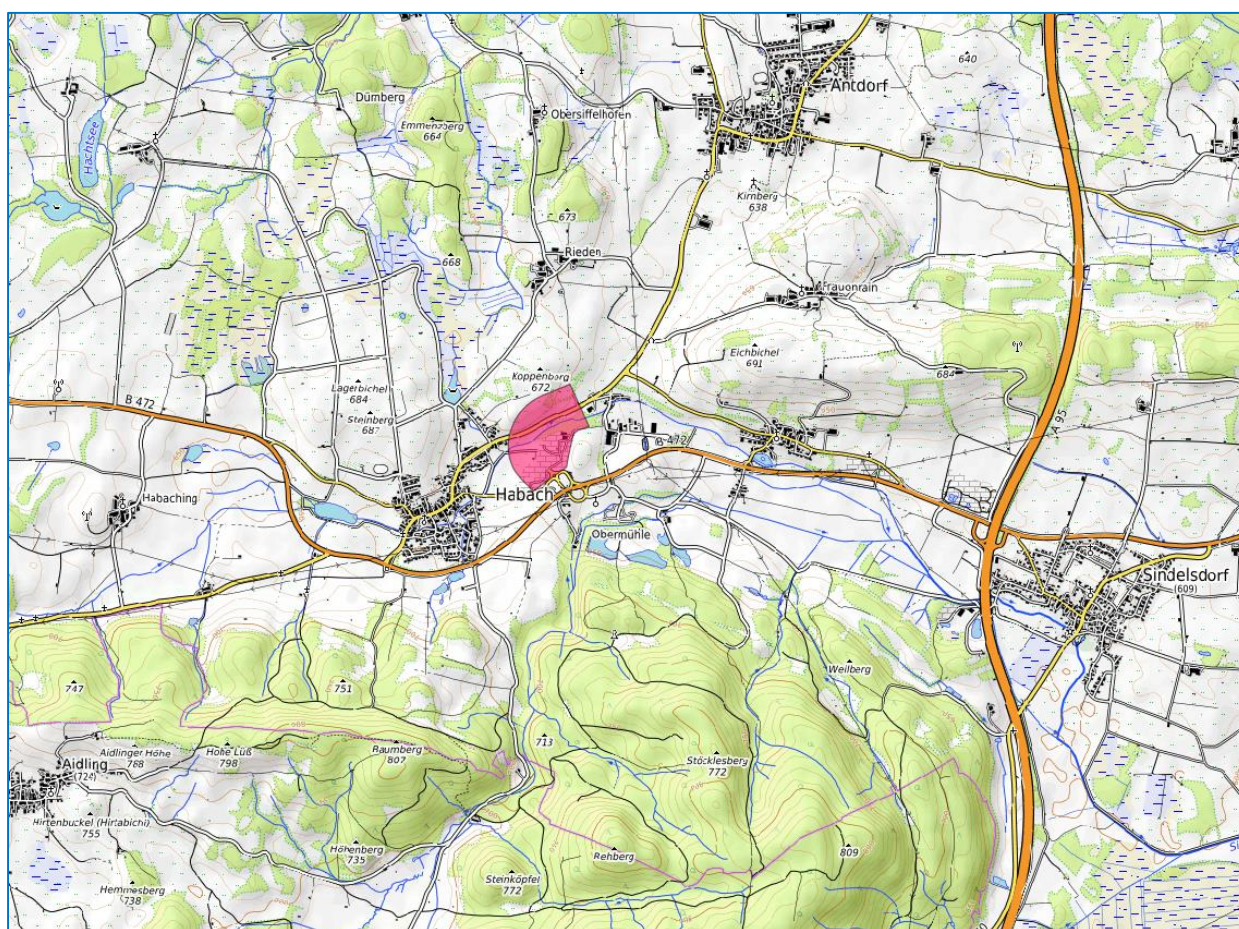 640
Antdorf
Dürnberg
Emmenzberg
664
Obersiffelhofen
Hachtsee
Kirnberg
638
673
Rieden
668
Frauonrain
Eichbichel
691
Koppenberg
672
684
Lagerbichel
684
Steinberg
687
B 472
B 472
A 95
Habaching
Habach
Obermühle
Sindelsdorf
(609)
747
751
Weilberg
Aidling
(724)
Aidlinger Höhe
768
Hohe Lüß
798
Raumberg
807
713
Stöcklesberg
772
Hirtenbuckel (Hirtabichl)
755
Höhenberg
735
Rehberg
809
Steinköpfel
772
Hemmesberg
738